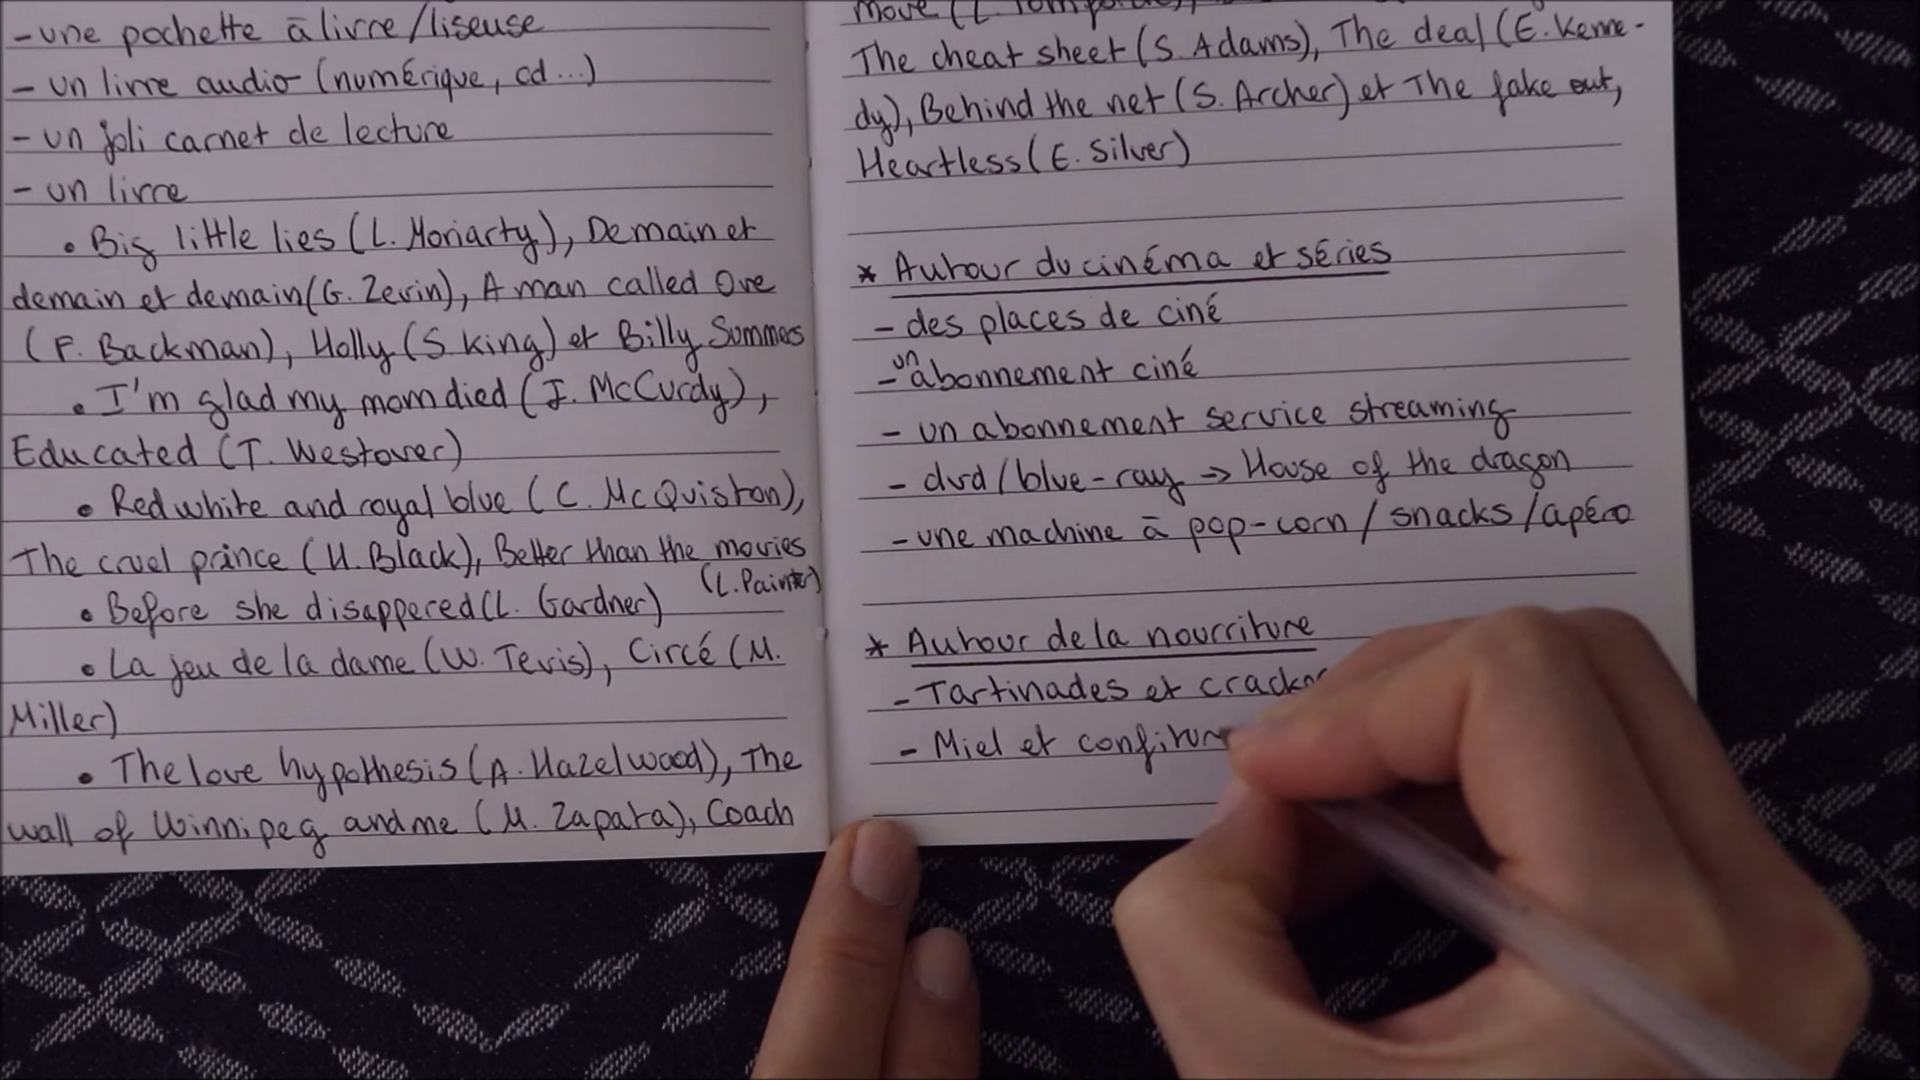 -une pochette à livre/liseuse
- un livre audio (numérique, cd...)
- un joli carnet de lecture
- un livre
• Big little lies (L. Moriarty), Demain et
demain et demain (G. Zevin), A man called Ove
(F. Backman), Holly (S. King) et Billy Summers
• I'm glad my mom died (J. McCurdy),
Educated (T. Westover)
• Red white and royal blue (C. McQuiston),
The cruel prince (H. Black), Better than the movies
(L. Painter)
• Before she disappered (L. Gardner)
• La jeu de la dame (W. Tevis), Circé (M.
Miller)
• The love hypothesis (A. Hazelwood), The
wall of Winnipeg and me (M. Zapata), Coach
move (L.
The cheat sheet (S. Adams), The deal (E. Kenne-
dy), Behind the net (S. Archer) et The fake out,
Heartless (E. Silver)
* Autour du cinéma et séries
- des places de ciné
- un abonnement ciné
- un abonnement service streaming
- dvd/blue-ray → House of the dragon
- une machine à pop-corn/snacks/apéro
* Autour de la nourriture
- Tartinades et
- Miel et